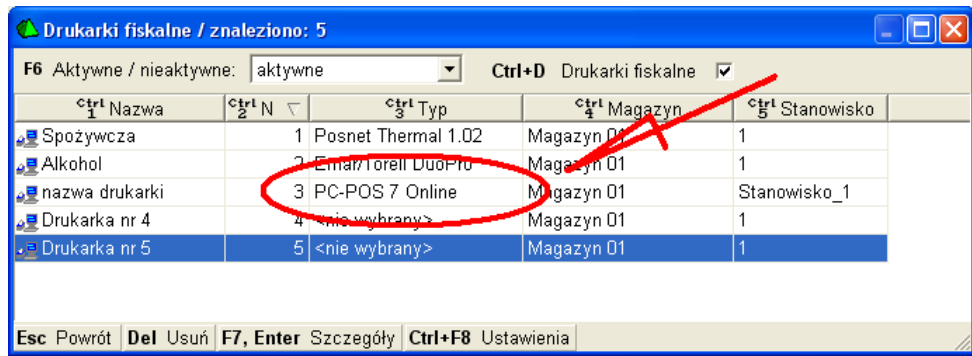 Drukarki fiskalne / znaleziono: 5
F6 Aktywne / nieaktywne: aktywne Ctrl+D Drukarki fiskalne
Ctrl 1 Nazwa Ctrl 2 N Ctrl 3 Typ Ctrl 4 Magazyn Ctrl 5 Stanowisko
Spożywcza 1 Posnet Thermal 1.02 Magazyn 01 1
Alkohol 2 Emar/Torell DuoPro Magazyn 01 1
nazwa drukarki 3 PC-POS 7 Online Magazyn 01 Stanowisko_1
Drukarka nr 4 4 <nie wybrany> Magazyn 01 1
Drukarka nr 5 5 <nie wybrany> Magazyn 01 1
Esc Powrót Del Usuń F7, Enter Szczegóły Ctrl+F8 Ustawienia